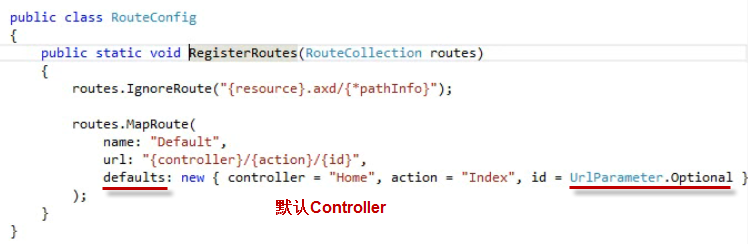 public class RouteConfig
{
    public static void RegisterRoutes(RouteCollection routes)
    {
        routes.IgnoreRoute("{resource}.axd/{*pathInfo}");
        routes.MapRoute(
            name: "Default",
            url: "{controller}/{action}/{id}",
            defaults: new { controller = "Home", action = "Index", id = UrlParameter.Optional }
        );
默认Controller
    }
}